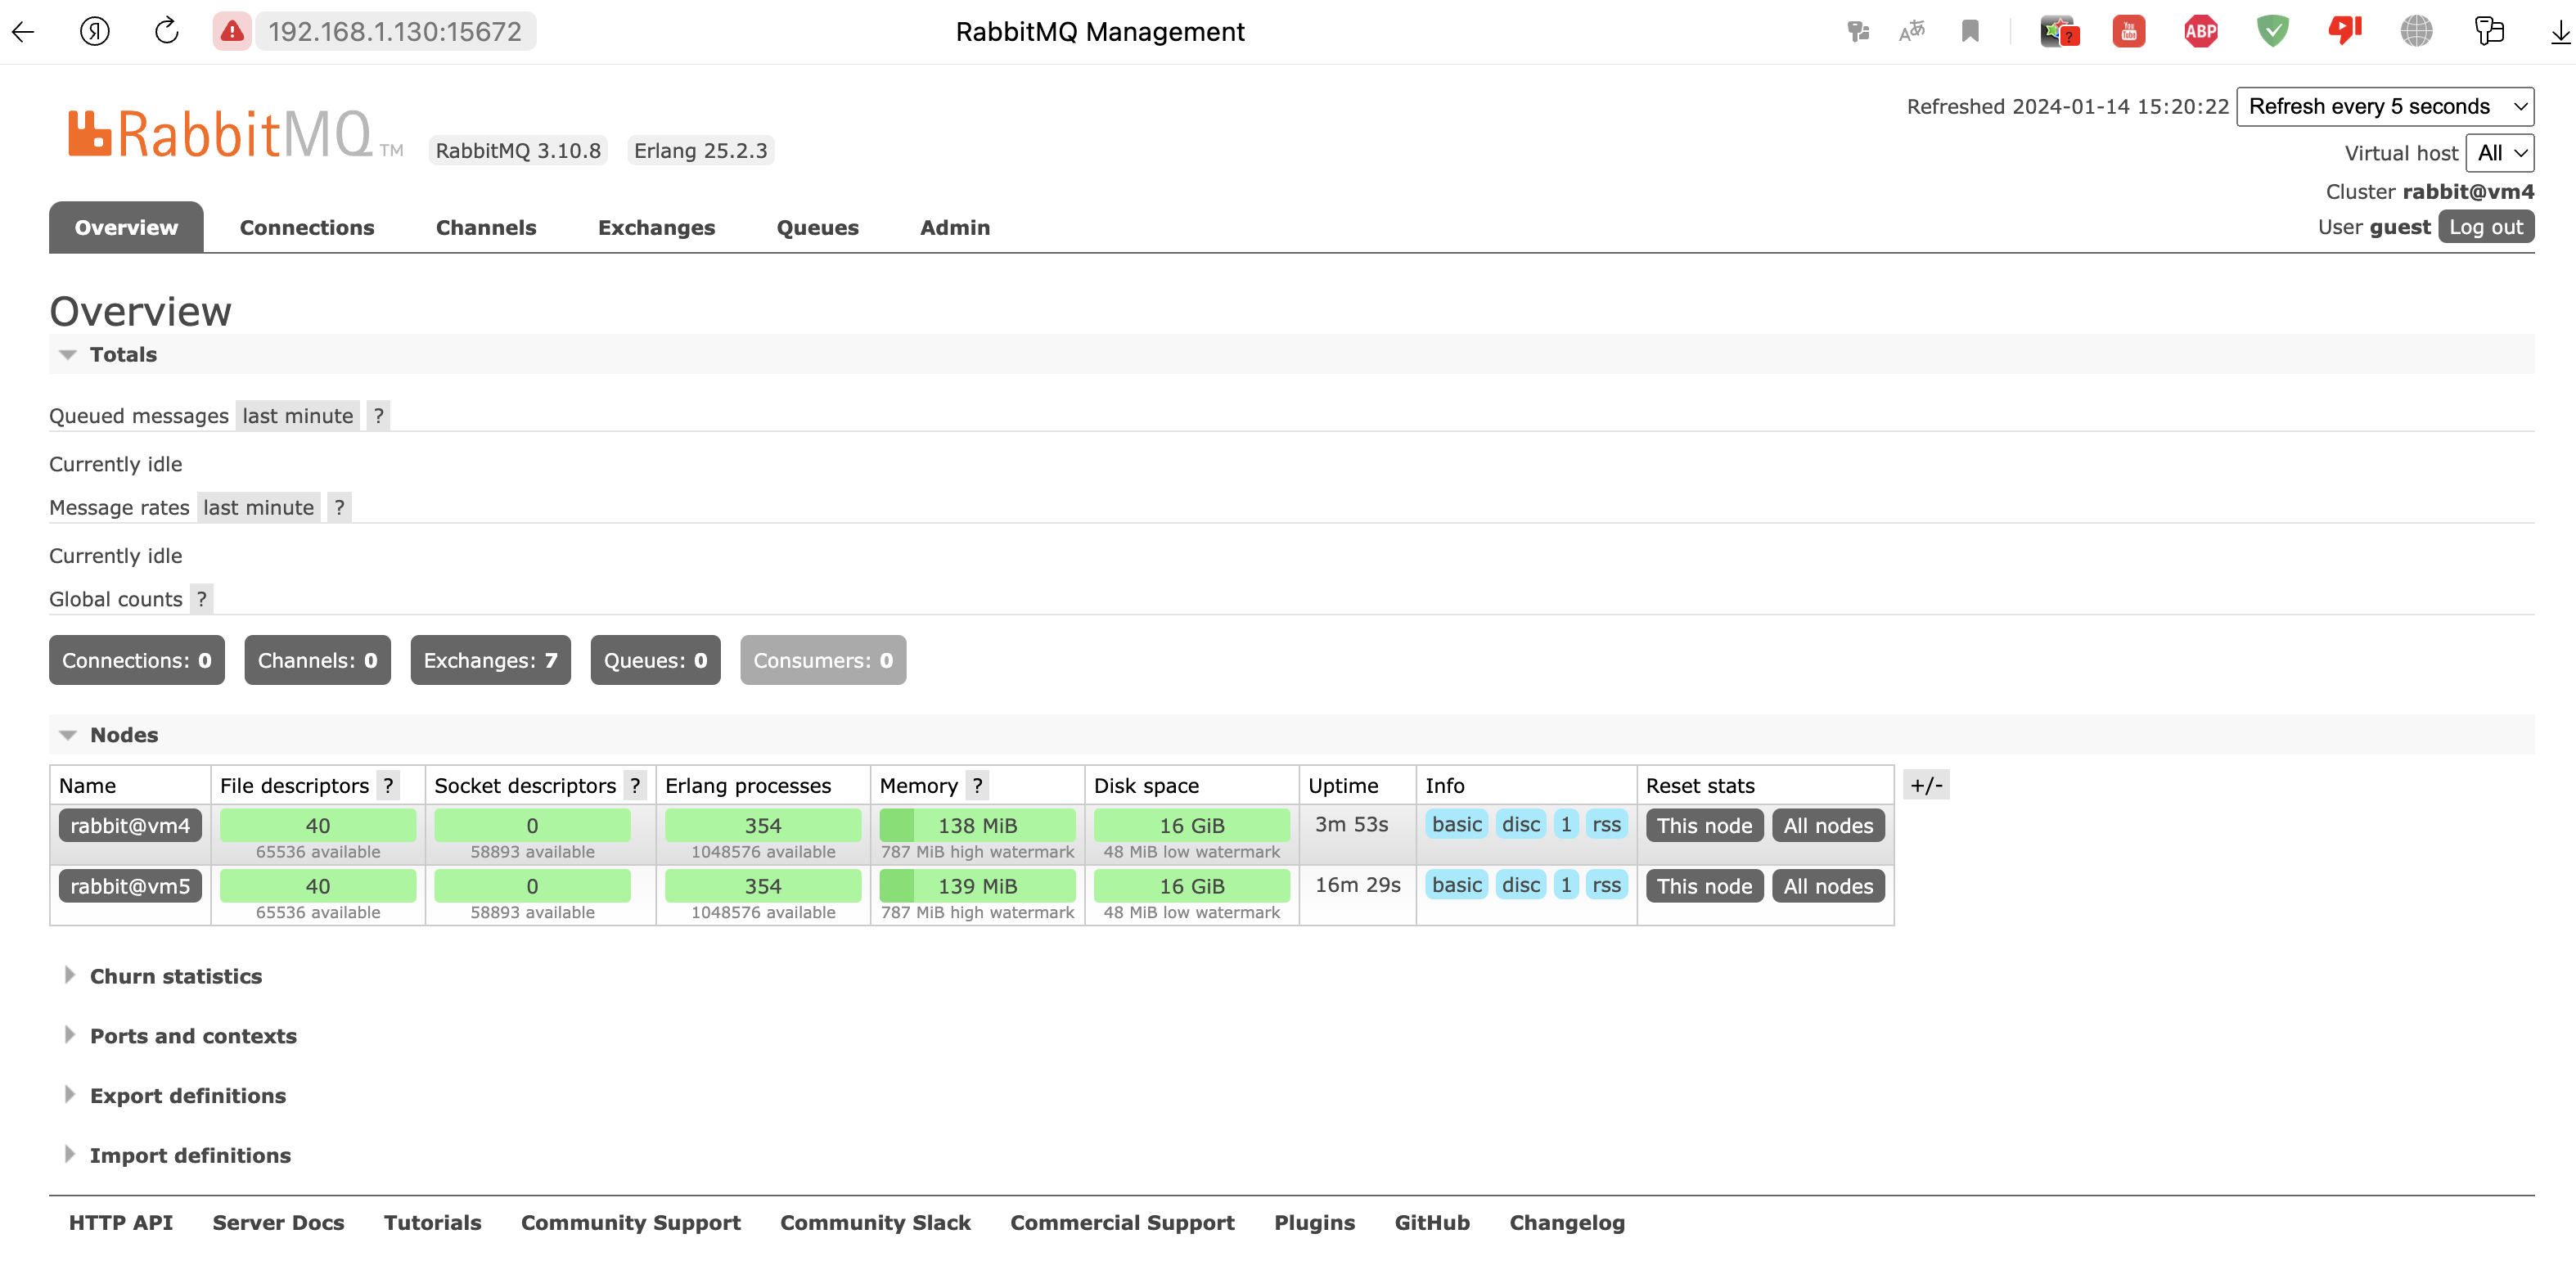 192.168.1.130:15672
RabbitMQ Management
ABP
RabbitMQ TM
RabbitMQ 3.10.8
Erlang 25.2.3
Refreshed 2024-01-14 15:20:22 Refresh every 5 seconds
Virtual host All
Cluster rabbit@vm4
User guest Log out
Overview Connections Channels Exchanges Queues Admin
Overview
Totals
Queued messages last minute ?
Currently idle
Message rates last minute ?
Currently idle
Global counts ?
Connections: 0 Channels: 0 Exchanges: 7 Queues: 0 Consumers: 0
Nodes
Name File descriptors ? Socket descriptors ? Erlang processes Memory ? Disk space Uptime Info Reset stats +/-
rabbit@vm4 40 0 354 138 MiB 16 GiB 3m 53s basic disc 1 rss This node All nodes
65536 available 58893 available 1048576 available 787 MiB high watermark 48 MiB low watermark
rabbit@vm5 40 0 354 139 MiB 16 GiB 16m 29s basic disc 1 rss This node All nodes
65536 available 58893 available 1048576 available 787 MiB high watermark 48 MiB low watermark
Churn statistics
Ports and contexts
Export definitions
Import definitions
HTTP API Server Docs Tutorials Community Support Community Slack Commercial Support Plugins GitHub Changelog